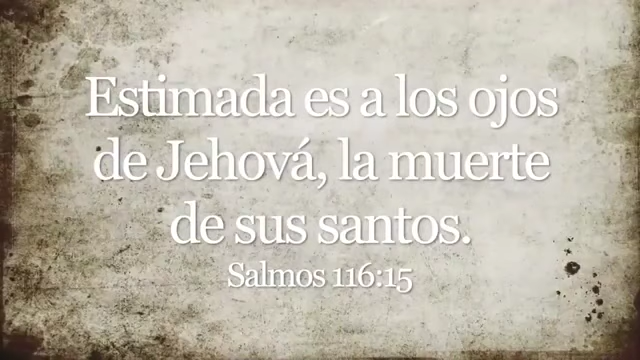 Estimada es a los ojos
de Jehová, la muerte
de sus santos.
Salmos 116:15